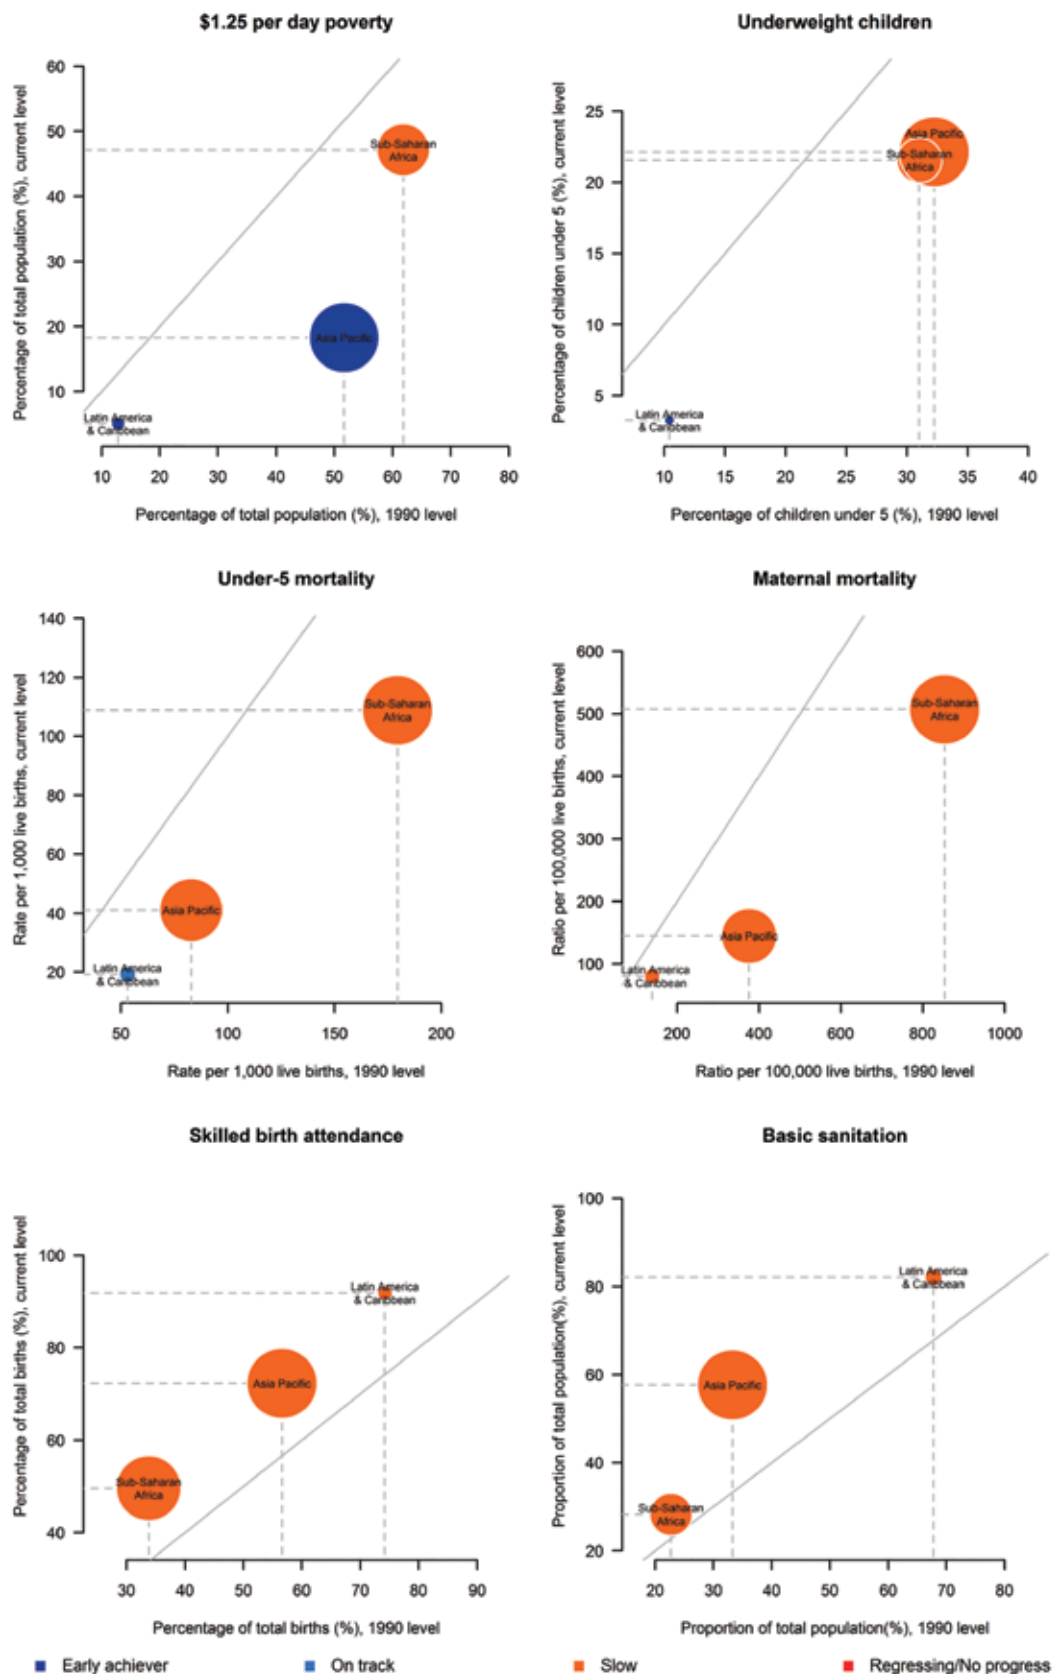 $1.25 per day poverty
Percentage of total population (%), current level
60
50
40
30
20
10
Sub-Saharan
Africa
Asia Pacific
Latin America
& Caribbean
10 20 30 40 50 60 70 80
Percentage of total population (%), 1990 level
Underweight children
Percentage of children under 5 (%), current level
25
20
15
10
5
Asia Pacific
Sub-Saharan
Africa
Latin America
& Caribbean
10 15 20 25 30 35 40
Percentage of children under 5 (%), 1990 level
Under-5 mortality
Rate per 1,000 live births, current level
140
120
100
80
60
40
20
Sub-Saharan
Africa
Asia Pacific
Latin America
& Caribbean
50 100 150 200
Rate per 1,000 live births, 1990 level
Maternal mortality
Ratio per 100,000 live births, current level
600
500
400
300
200
100
Sub-Saharan
Africa
Asia Pacific
Latin America
& Caribbean
200 400 600 800 1000
Ratio per 100,000 live births, 1990 level
Skilled birth attendance
Percentage of total births (%), current level
100
80
60
40
Latin America
& Caribbean
Asia Pacific
Sub-Saharan
Africa
30 40 50 60 70 80 90
Percentage of total births (%), 1990 level
Basic sanitation
Proportion of total population(%), current level
100
80
60
40
20
Latin America
& Caribbean
Asia Pacific
Sub-Saharan
Africa
20 30 40 50 60 70 80
Proportion of total population(%), 1990 level
Early achiever
On track
Slow
Regressing/No progress